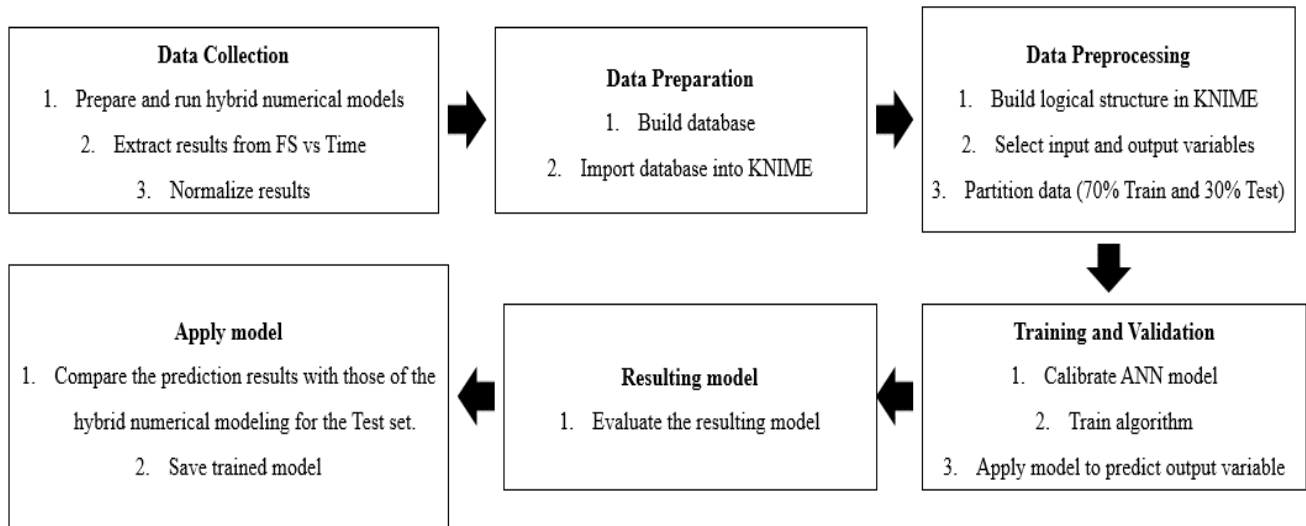 Data Collection
1. Prepare and run hybrid numerical models
2. Extract results from FS vs Time
3. Normalize results
Data Preparation
1. Build database
2. Import database into KNIME
Data Preprocessing
1. Build logical structure in KNIME
2. Select input and output variables
3. Partition data (70% Train and 30% Test)
Training and Validation
1. Calibrate ANN model
2. Train algorithm
3. Apply model to predict output variable
Resulting model
1. Evaluate the resulting model
Apply model
1. Compare the prediction results with those of the
hybrid numerical modeling for the Test set.
2. Save trained model